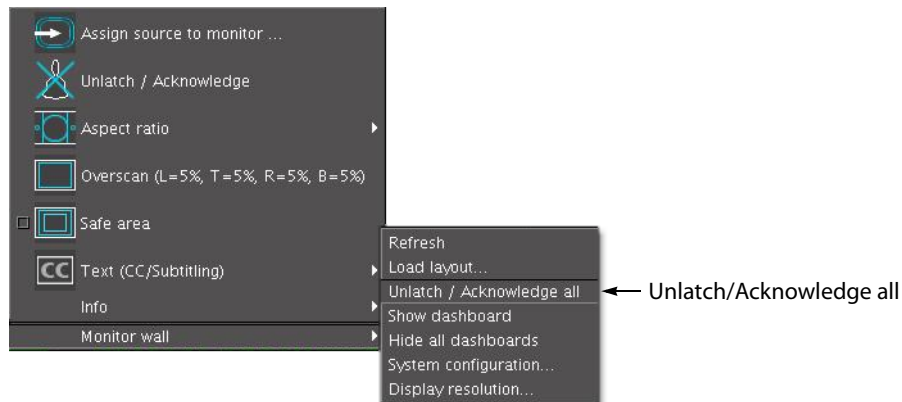 Assign source to monitor ...
Unlatch / Acknowledge
Aspect ratio
Overscan (L=5%, T=5%, R=5%, B=5%)
Safe area
CC Text (CC/Subtitling)
Info
Monitor wall
Refresh
Load layout...
Unlatch / Acknowledge all
Show dashboard
Hide all dashboards
System configuration...
Display resolution...
Unlatch/Acknowledge all